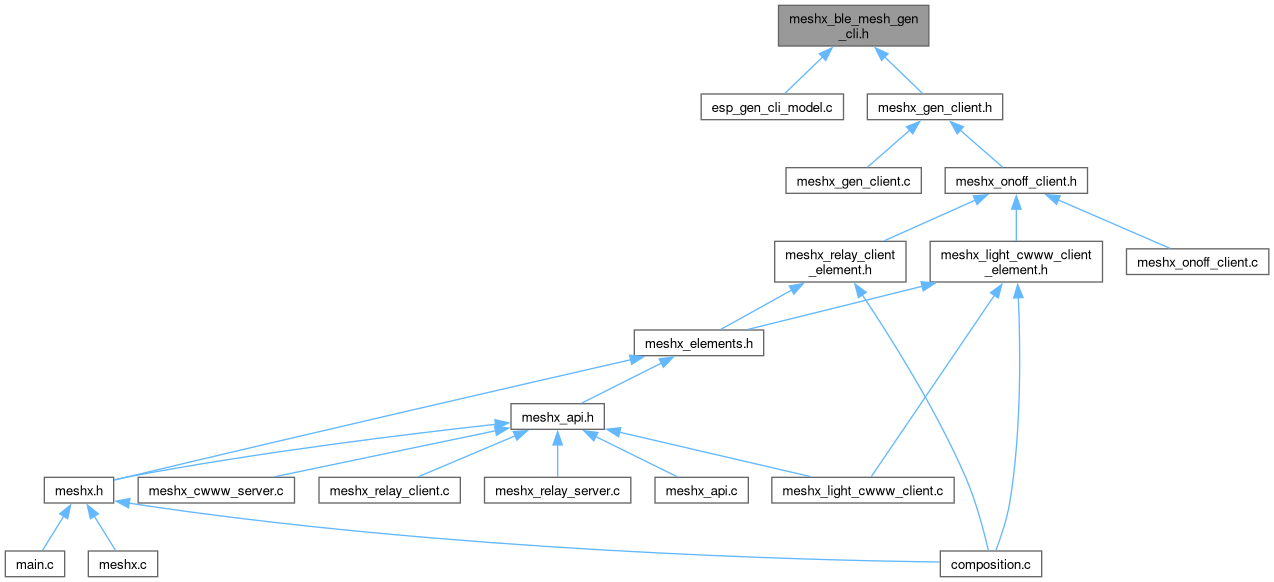 meshx_ble_mesh_gen
_cli.h
esp_gen_cli_model.c
meshx_gen_client.h
meshx_gen_client.c
meshx_onoff_client.h
meshx_relay_client
_element.h
meshx_light_cwww_client
_element.h
meshx_onoff_client.c
meshx_elements.h
meshx_api.h
meshx.h
meshx_cwww_server.c
meshx_relay_client.c
meshx_relay_server.c
meshx_api.c
meshx_light_cwww_client.c
main.c
meshx.c
composition.c